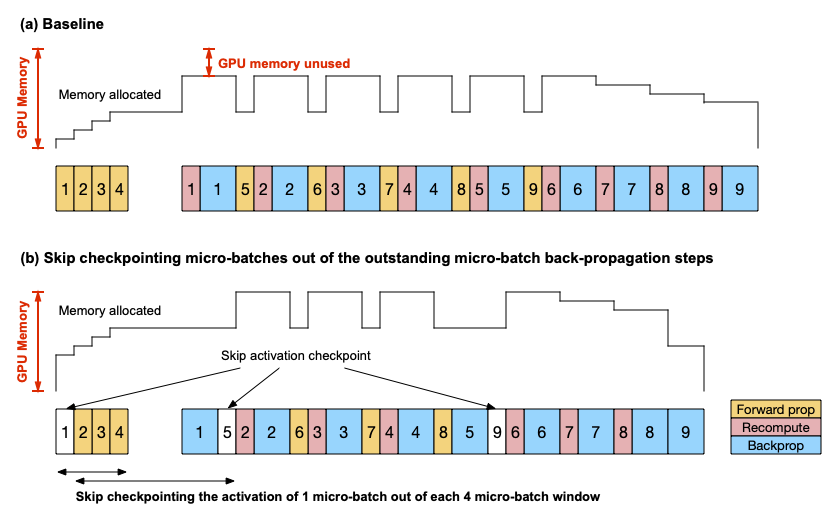 (a) Baseline
GPU Memory
GPU memory unused
Memory allocated
1 2 3 4 1 1 5 2 2 6 3 3 7 4 4 8 5 5 9 6 6 7 7 8 8 9 9
(b) Skip checkpointing micro-batches out of the outstanding micro-batch back-propagation steps
GPU Memory
Memory allocated
Skip activation checkpoint
1 2 3 4 1 5 2 2 6 3 3 7 4 4 8 5 9 6 6 7 7 8 8 9
Forward prop
Recompute
Backprop
Skip checkpointing the activation of 1 micro-batch out of each 4 micro-batch window